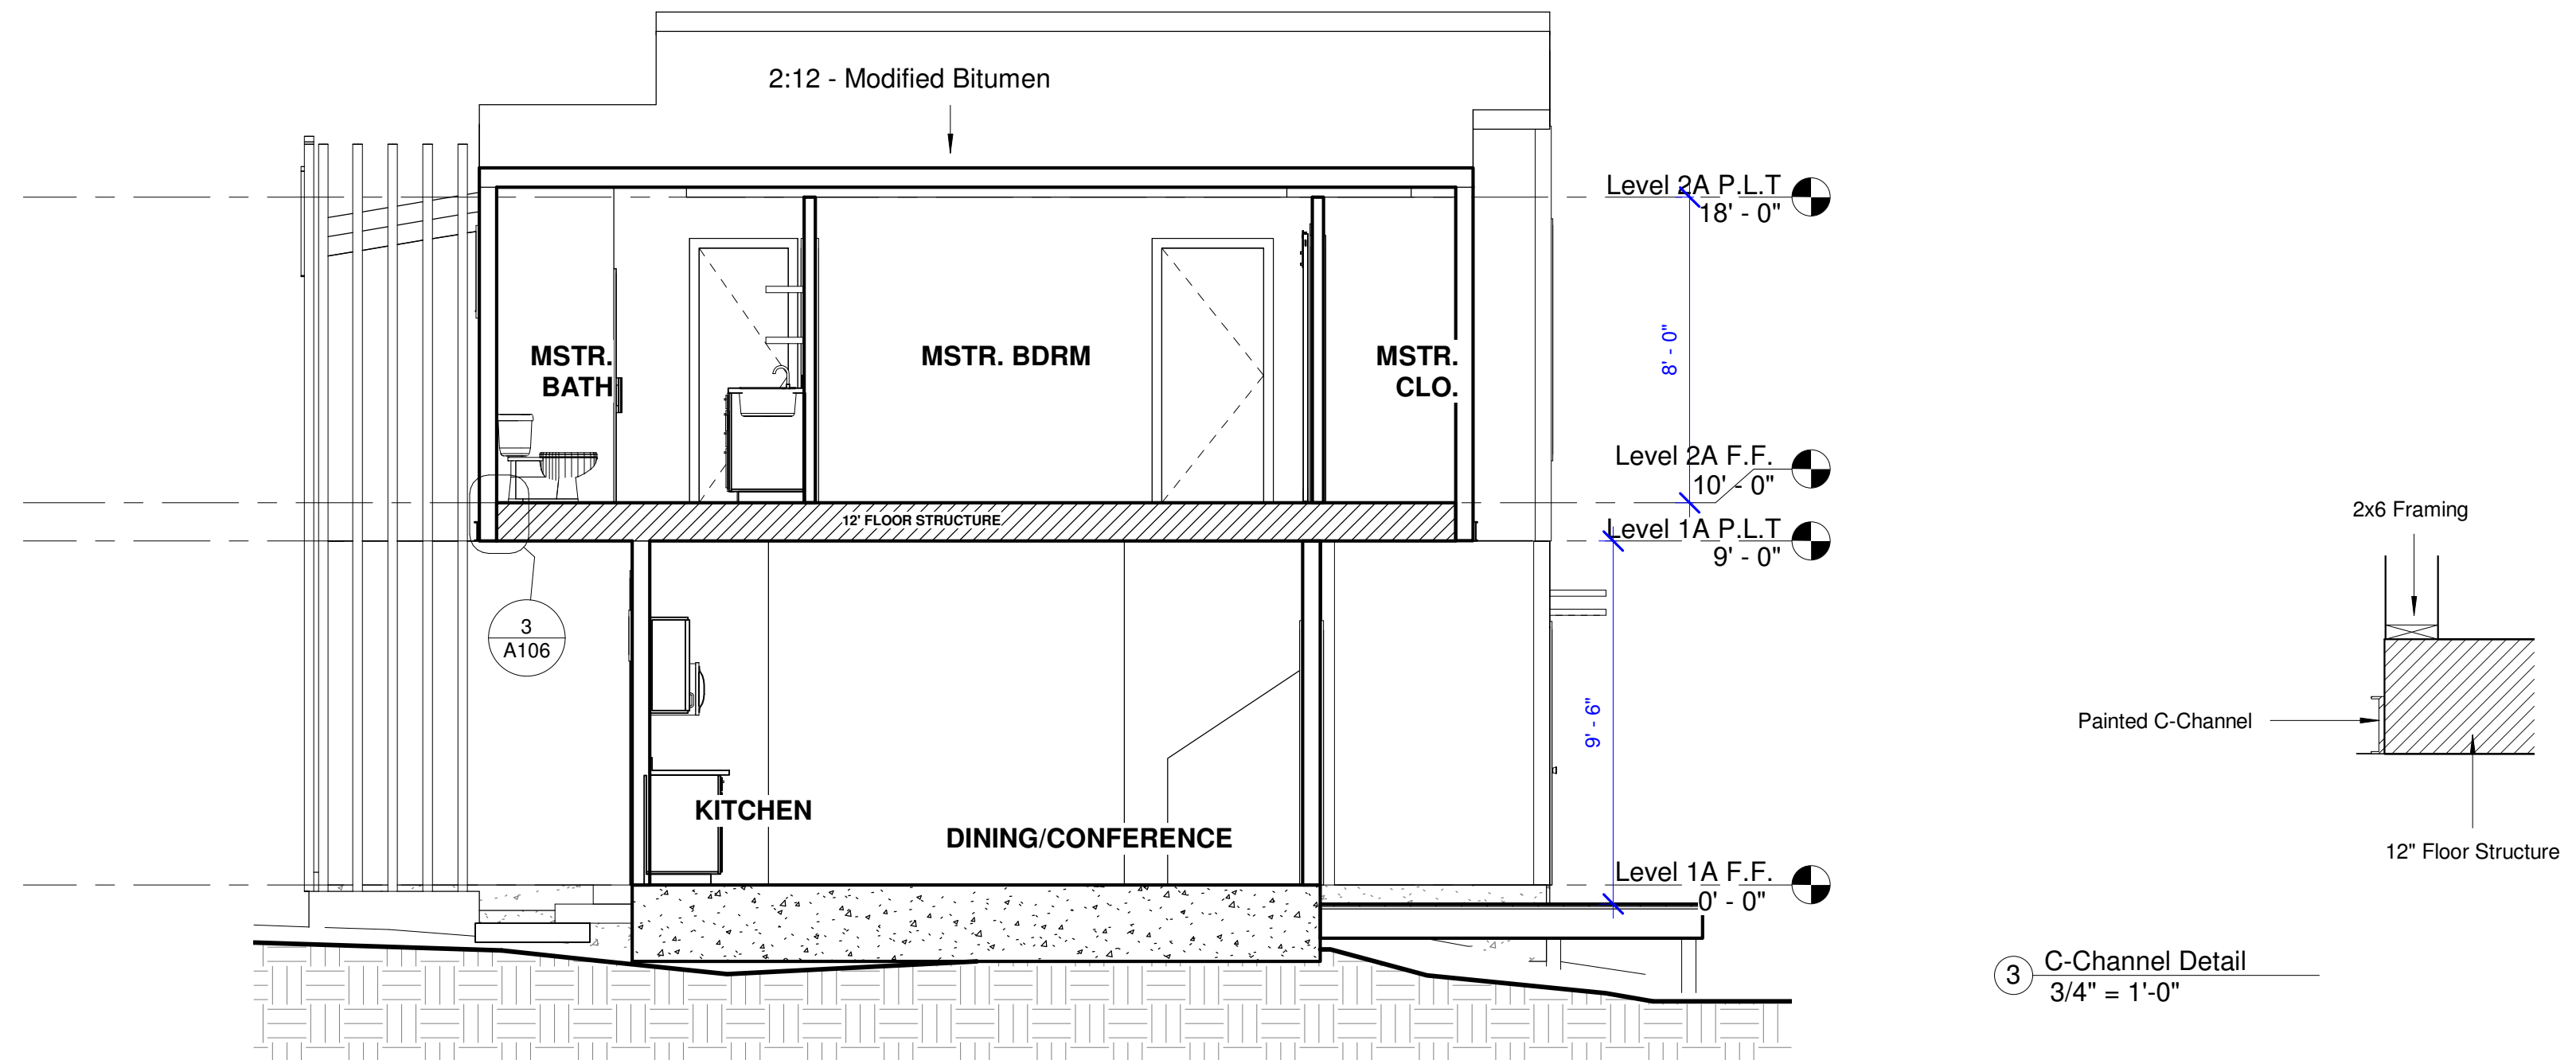 2:12 - Modified Bitumen
Level 2A P.L.T
18' - 0"
8' - 0"
MSTR.
BATH
MSTR. BDRM
MSTR.
CLO.
Level 2A F.F.
10' - 0"
12' FLOOR STRUCTURE
Level 1A P.L.T
9' - 0"
3
A106
9' - 6"
KITCHEN
DINING/CONFERENCE
Level 1A F.F.
0' - 0"
2x6 Framing
Painted C-Channel
12" Floor Structure
3
C-Channel Detail
3/4" = 1'-0"